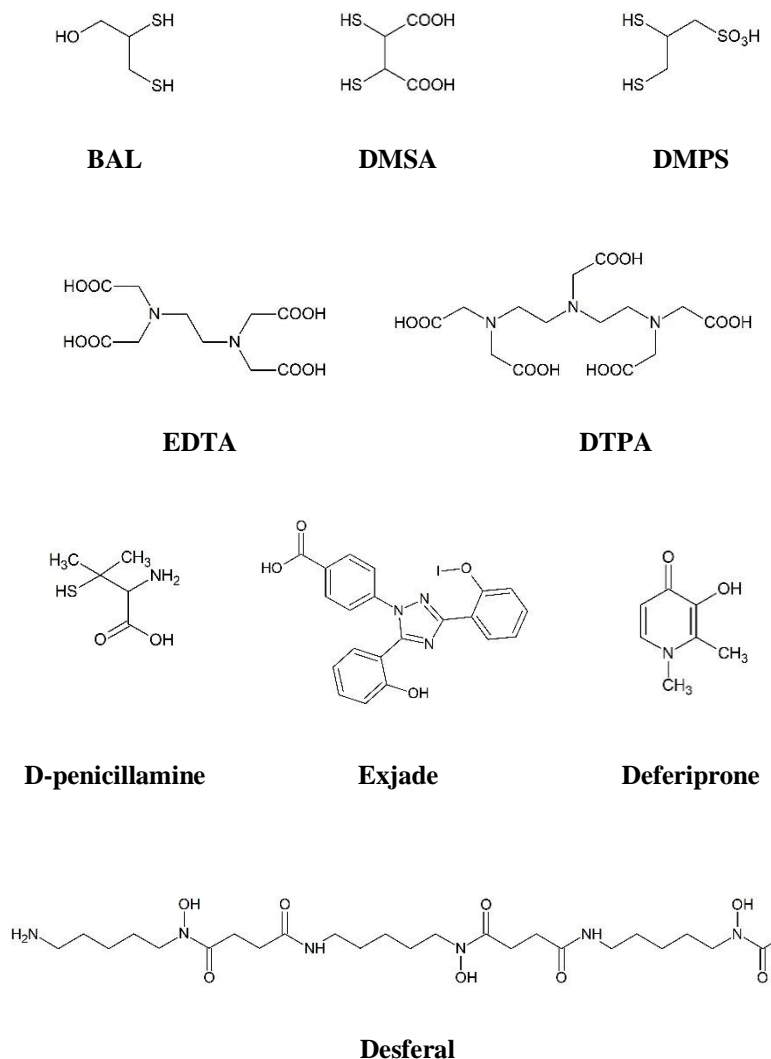 SH COOH HS SO3H
HO HS
SH HS COOH HS
BAL DMSA DMPS
COOH
HOOC COOH
N N HOOC N N COOH
HOOC N
COOH COOH HOOC
EDTA DTPA
O
H3C CH3 HO I O O
HS NH2 N N OH
O OH N N CH3
OH CH3
D-penicillamine Exjade Deferiprone
OH O O OH
H2N N NH N NH N
O OH O O
Desferal